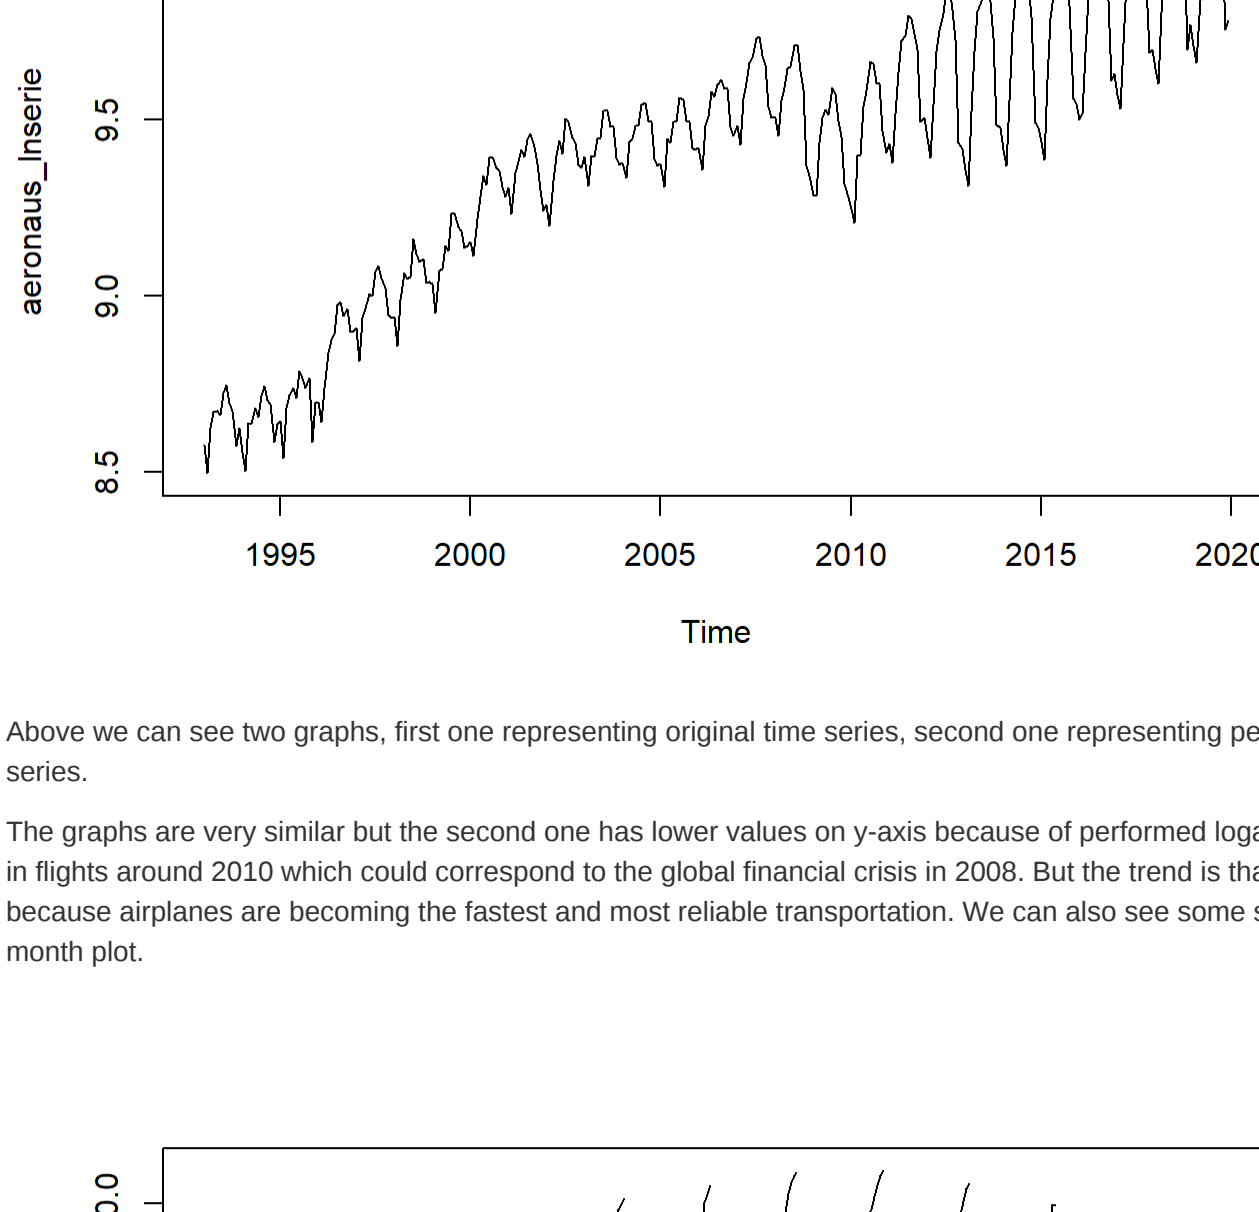 aeronaus_lnserie
9.5
9.0
8.5
1995 2000 2005 2010 2015 2020
Time
Above we can see two graphs, first one representing original time series, second one representing
series.
The graphs are very similar but the second one has lower values on y-axis because of performed
in flights around 2010 which could correspond to the global financial crisis in 2008. But the trend is
because airplanes are becoming the fastest and most reliable transportation. We can also see some
month plot.